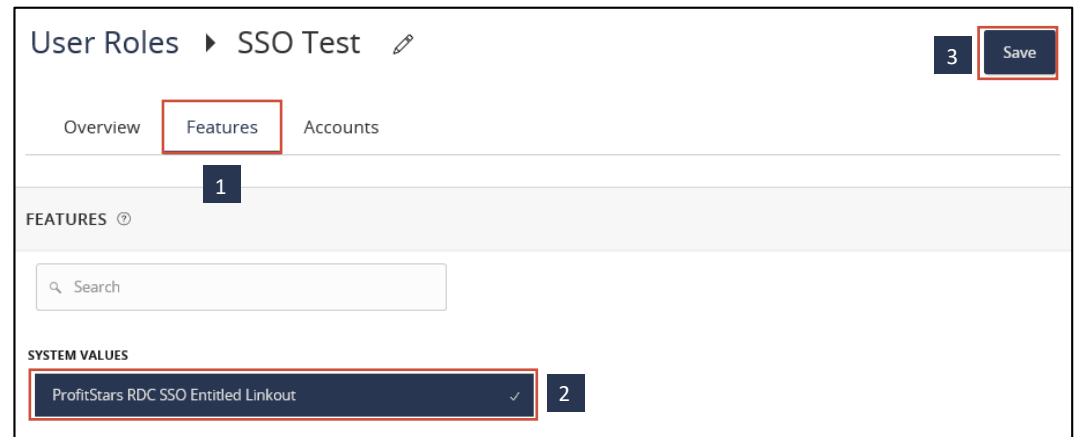 User Roles SSO Test
3 Save
Overview Features Accounts
1
FEATURES
Search
SYSTEM VALUES
ProfitStars RDC SSO Entitled Linkout 2